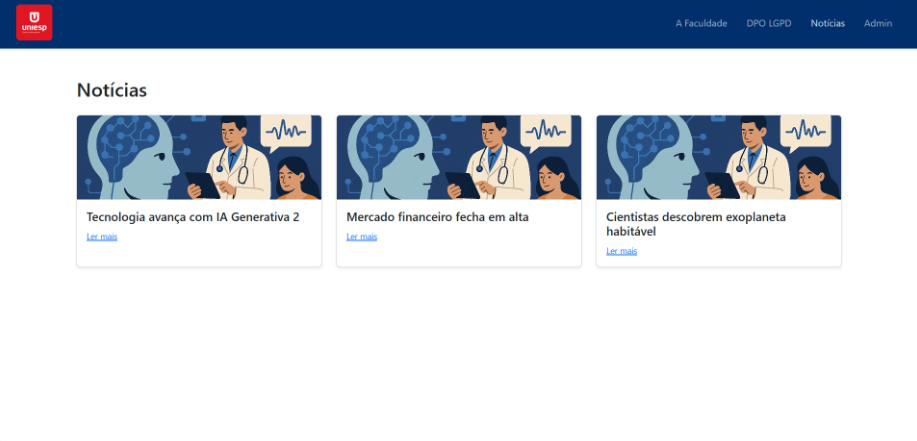 uniesp
A Faculdade
DPO LGPD
Notícias
Admin
Notícias
Tecnologia avança com IA Generativa 2
Ler mais
Mercado financeiro fecha em alta
Ler mais
Cientistas descobrem exoplaneta
habitável
Ler mais